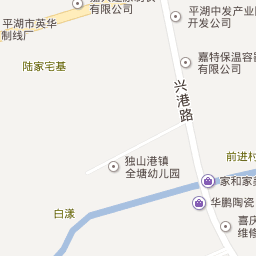 有限公司
平湖市英华
制线厂
平湖中发产业
开发公司
嘉特保温容
有限公司
陆家宅基
兴港路
独山港镇
全塘幼儿园
前进村
家和家
华鹏陶瓷
白漾
喜庆
维修